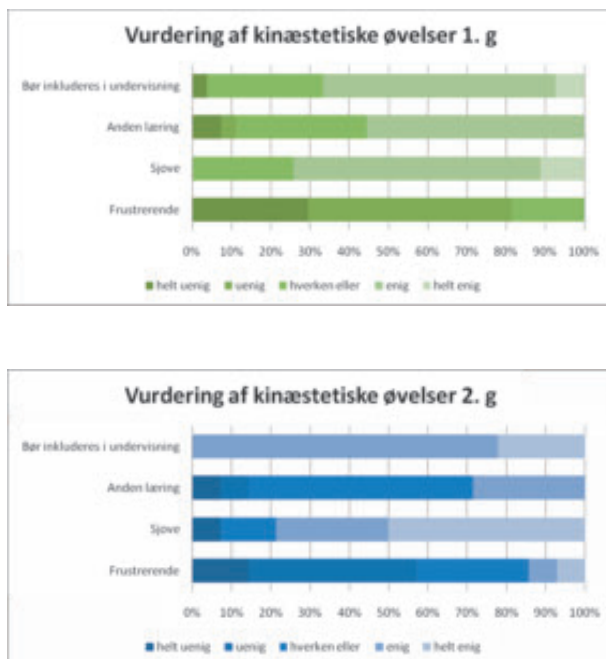 Vurdering af kinæstetiske øvelser 1. g
Bør inkluderes i undervisning
Anden læring
Sjove
Frustrerende
0% 10% 20% 30% 40% 50% 60% 70% 80% 90% 100%
helt uenig uenig hverken eller enig helt enig
Vurdering af kinæstetiske øvelser 2. g
Bør inkluderes i undervisning
Anden læring
Sjove
Frustrerende
0% 10% 20% 30% 40% 50% 60% 70% 80% 90% 100%
helt uenig uenig hverken eller enig helt enig